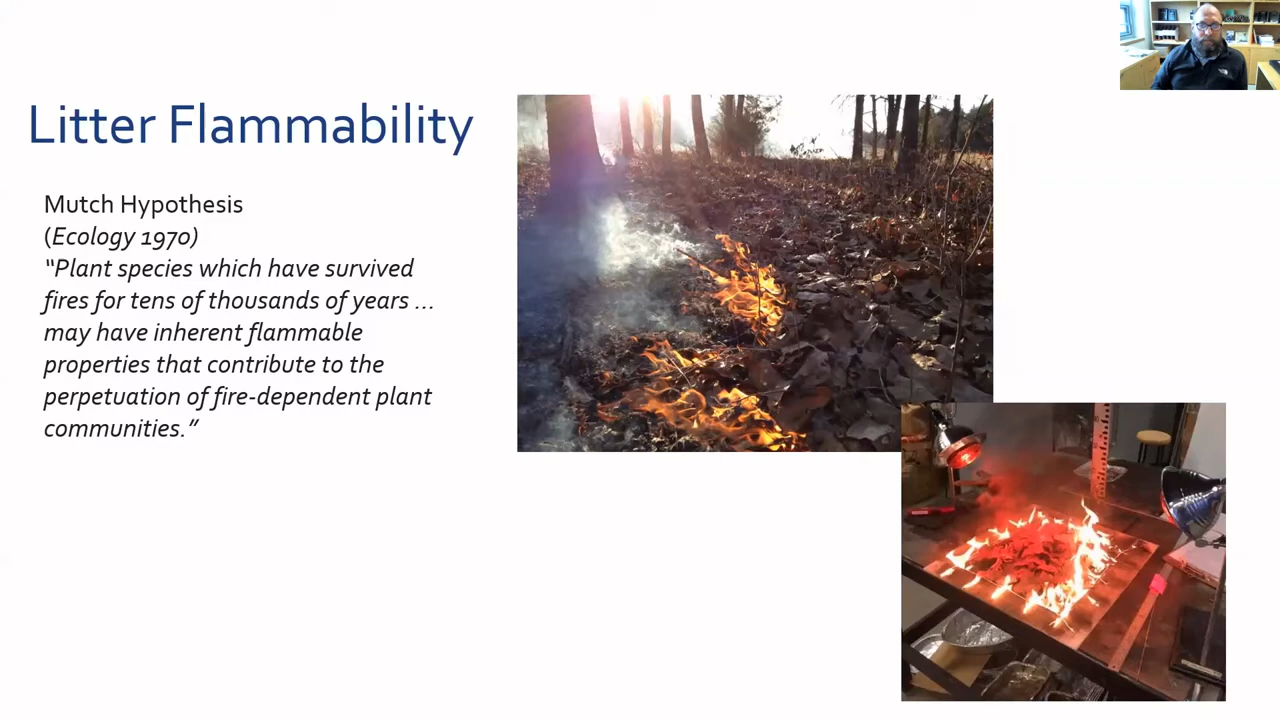 Litter Flammability
Mutch Hypothesis
(Ecology 1970)
“Plant species which have survived
fires for tens of thousands of years ...
may have inherent flammable
properties that contribute to the
perpetuation of fire-dependent plant
communities.”